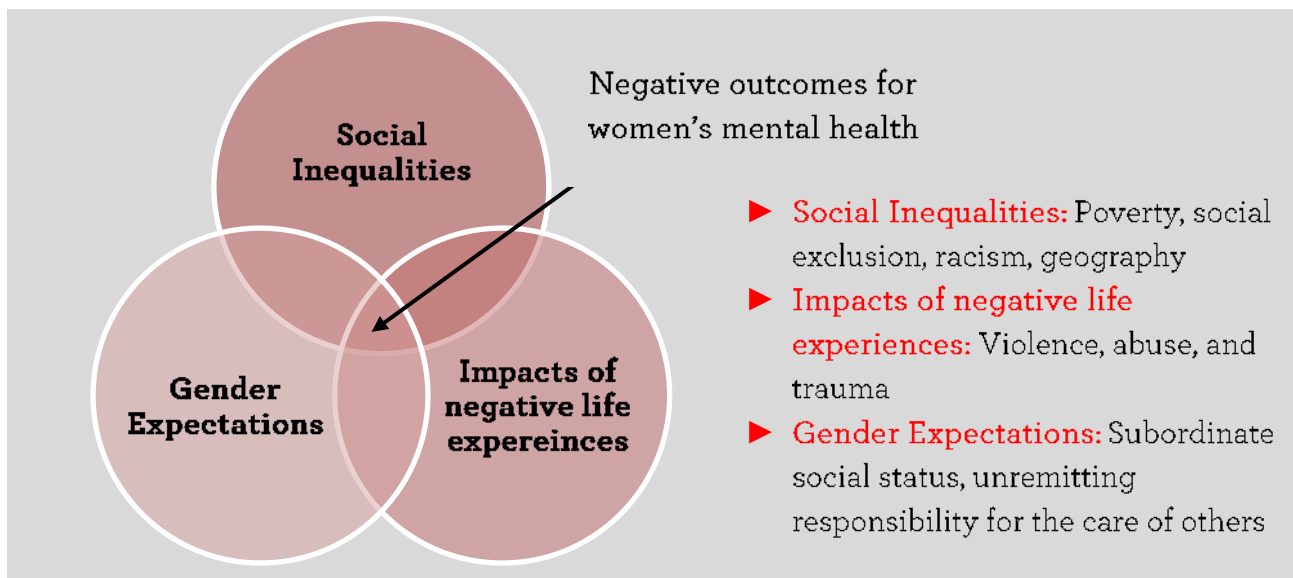 Social
Inequalities
Gender
Expectations
Impacts of
negative life
expereinces
Negative outcomes for
women's mental health
► Social Inequalities: Poverty, social
exclusion, racism, geography
► Impacts of negative life
experiences: Violence, abuse, and
trauma
► Gender Expectations: Subordinate
social status, unremitting
responsibility for the care of others